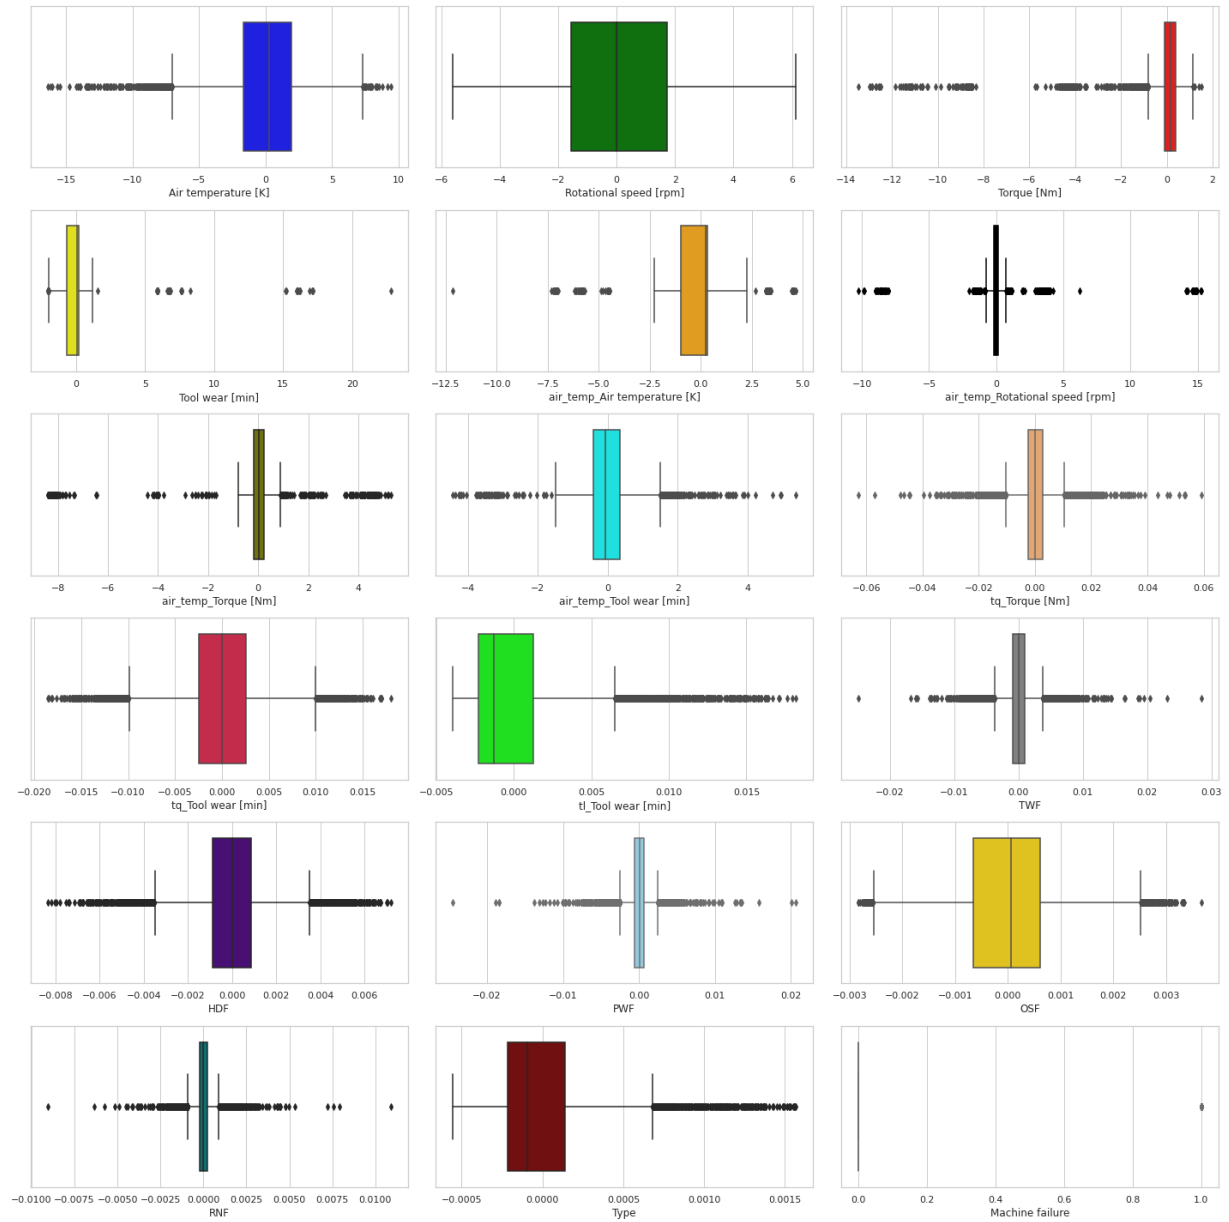 −15 −10 −5 0 5 10
Air temperature [K]
−6 −4 −2 0 2 4 6
Rotational speed [rpm]
−14 −12 −10 −8 −6 −4 −2 0 2
Torque [Nm]
0 5 10 15 20
Tool wear [min]
−12.5 −10.0 −7.5 −5.0 −2.5 0.0 2.5 5.0
air_temp_Air temperature [K]
−10 −5 0 5 10 15
air_temp_Rotational speed [rpm]
−8 −6 −4 −2 0 2 4
air_temp_Torque [Nm]
−4 −2 0 2 4
air_temp_Tool wear [min]
−0.06 −0.04 −0.02 0.00 0.02 0.04 0.06
tq_Torque [Nm]
−0.020 −0.015 −0.010 −0.005 0.000 0.005 0.010 0.015
tq_Tool wear [min]
−0.005 0.000 0.005 0.010 0.015
tl_Tool wear [min]
−0.02 −0.01 0.00 0.01 0.02 0.03
TWF
−0.008 −0.006 −0.004 −0.002 0.000 0.002 0.004 0.006
HDF
−0.02 −0.01 0.00 0.01 0.02
PWF
−0.003 −0.002 −0.001 0.000 0.001 0.002 0.003
OSF
−0.0100 −0.0075 −0.0050 −0.0025 0.0000 0.0025 0.0050 0.0075 0.0100
RNF
−0.0005 0.0000 0.0005 0.0010 0.0015
Type
0.0 0.2 0.4 0.6 0.8 1.0
Machine failure